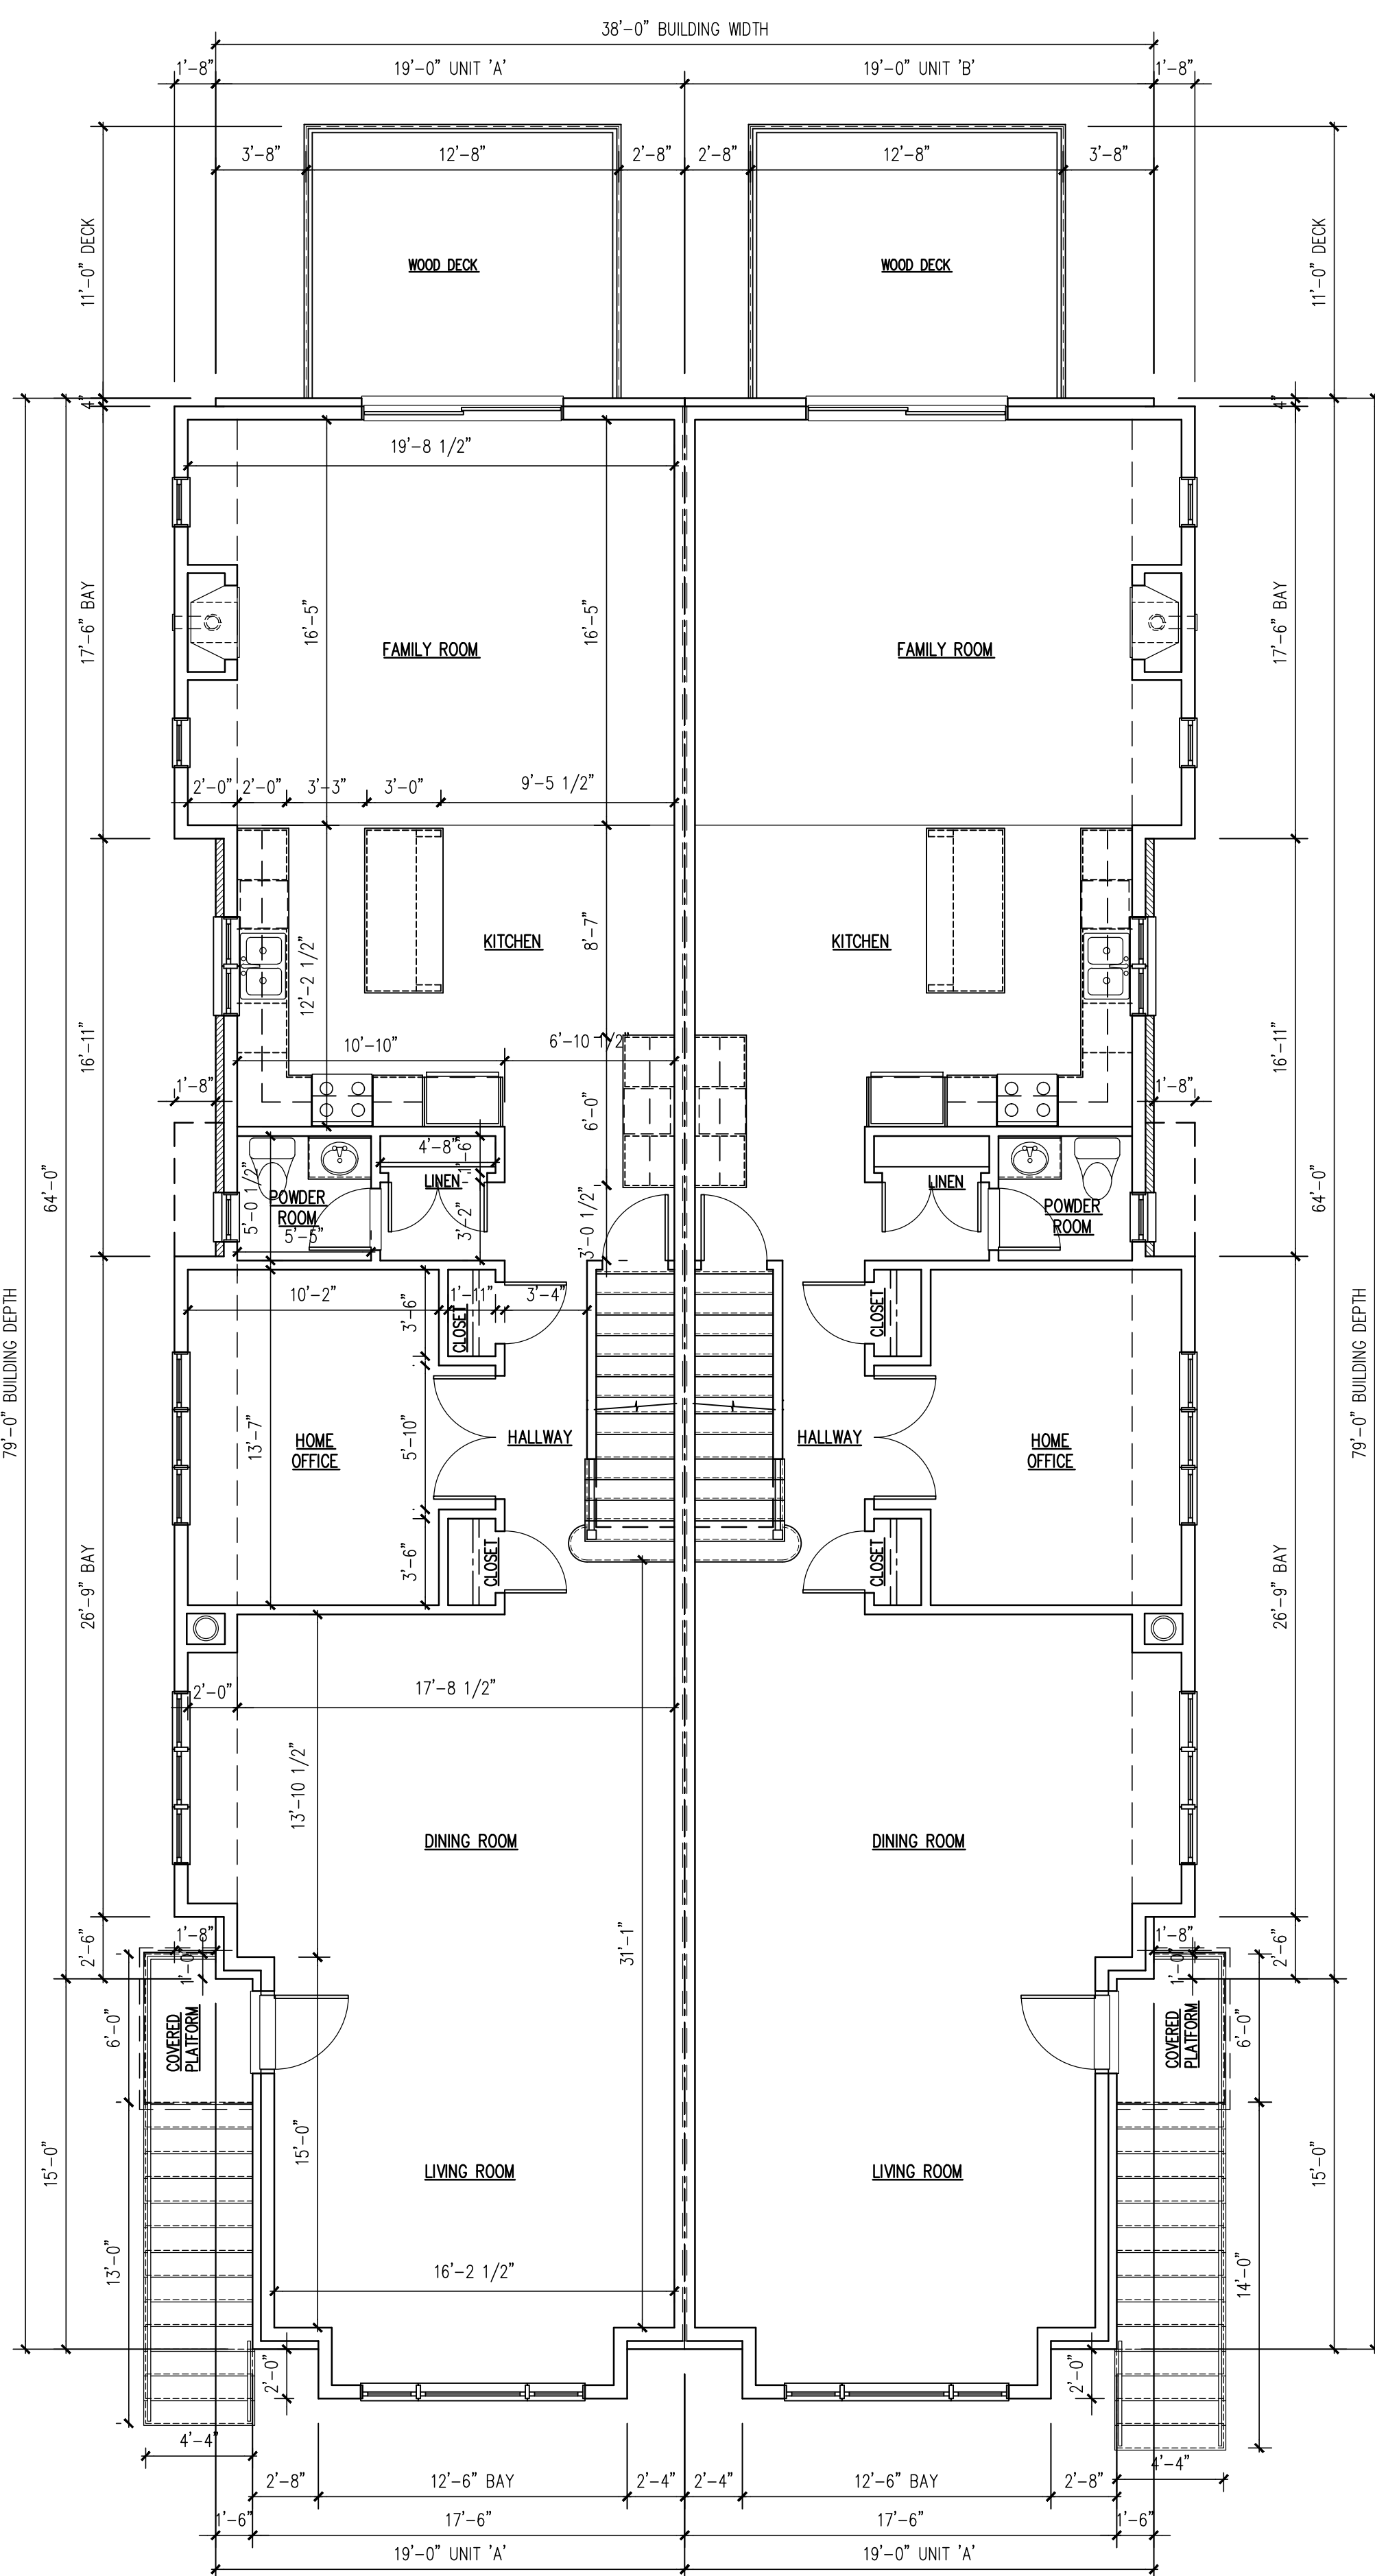 38'-0" BUILDING WIDTH
1'-8"
19'-0" UNIT 'A'
19'-0" UNIT 'B'
1'-8"
3'-8"
12'-8"
2'-8"
2'-8"
12'-8"
3'-8"
11'-0" DECK
WOOD DECK
WOOD DECK
11'-0" DECK
4"
4"
19'-8 1/2"
17'-6" BAY
16'-5"
16'-5"
17'-6" BAY
FAMILY ROOM
FAMILY ROOM
2'-0"
2'-0"
3'-3"
3'-0"
9'-5 1/2"
KITCHEN
8'-7"
KITCHEN
12'-2 1/2"
16'-11"
10'-10"
6'-10 1/2"
16'-11"
1'-8"
6'-0"
1'-8"
64'-0"
4'-8"
1'-6"
64'-0"
5'-0 1/2"
LINEN
LINEN
POWDER
ROOM
3'-2"
3'-0 1/2"
POWDER
ROOM
5'-5"
10'-2"
1'-11"
3'-4"
3'-6"
CLOSET
CLOSET
79'-0" BUILDING DEPTH
79'-0" BUILDING DEPTH
13'-7"
HOME
OFFICE
5'-10"
HALLWAY
HALLWAY
HOME
OFFICE
3'-6"
CLOSET
CLOSET
26'-9" BAY
26'-9" BAY
2'-0"
17'-8 1/2"
13'-10 1/2"
DINING ROOM
DINING ROOM
31'-1"
2'-6"
1'-8"
1'-8"
2'-6"
6'-0"
COVERED
PLATFORM
COVERED
PLATFORM
6'-0"
15'-0"
15'-0"
15'-0"
LIVING ROOM
LIVING ROOM
13'-0"
14'-0"
16'-2 1/2"
2'-0"
2'-0"
4'-4"
4'-4"
2'-8"
12'-6" BAY
2'-4"
2'-4"
12'-6" BAY
2'-8"
1'-6"
17'-6"
17'-6"
1'-6"
19'-0" UNIT 'A'
19'-0" UNIT 'A'